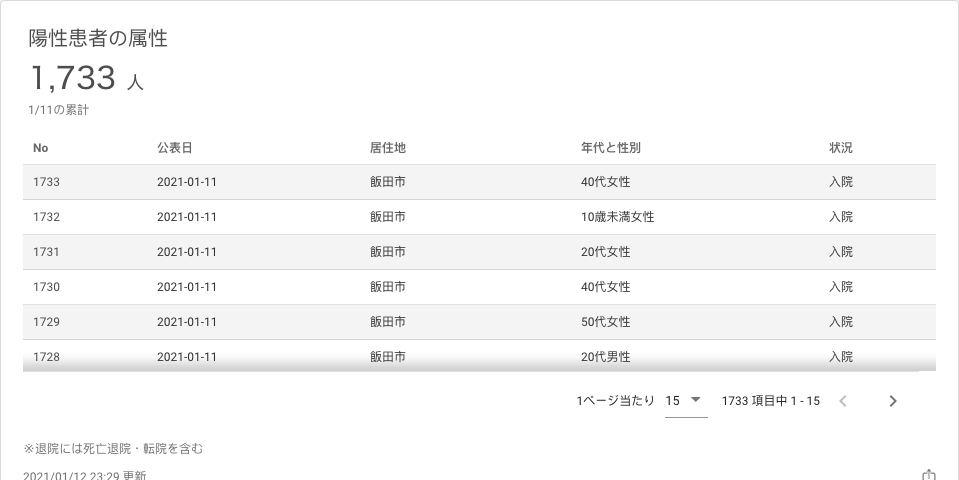 陽性患者の属性
1,733 人
1/11の累計
No 公表日 居住地 年代と性別 状況
1733 2021-01-11 飯田市 40代女性 入院
1732 2021-01-11 飯田市 10歳未満女性 入院
1731 2021-01-11 飯田市 20代女性 入院
1730 2021-01-11 飯田市 40代女性 入院
1729 2021-01-11 飯田市 50代女性 入院
1728 2021-01-11 飯田市 20代男性 入院
1ページ当たり 15 1733 項目中 1 - 15
※退院には死亡退院・転院を含む
2021/01/12 23:29 更新